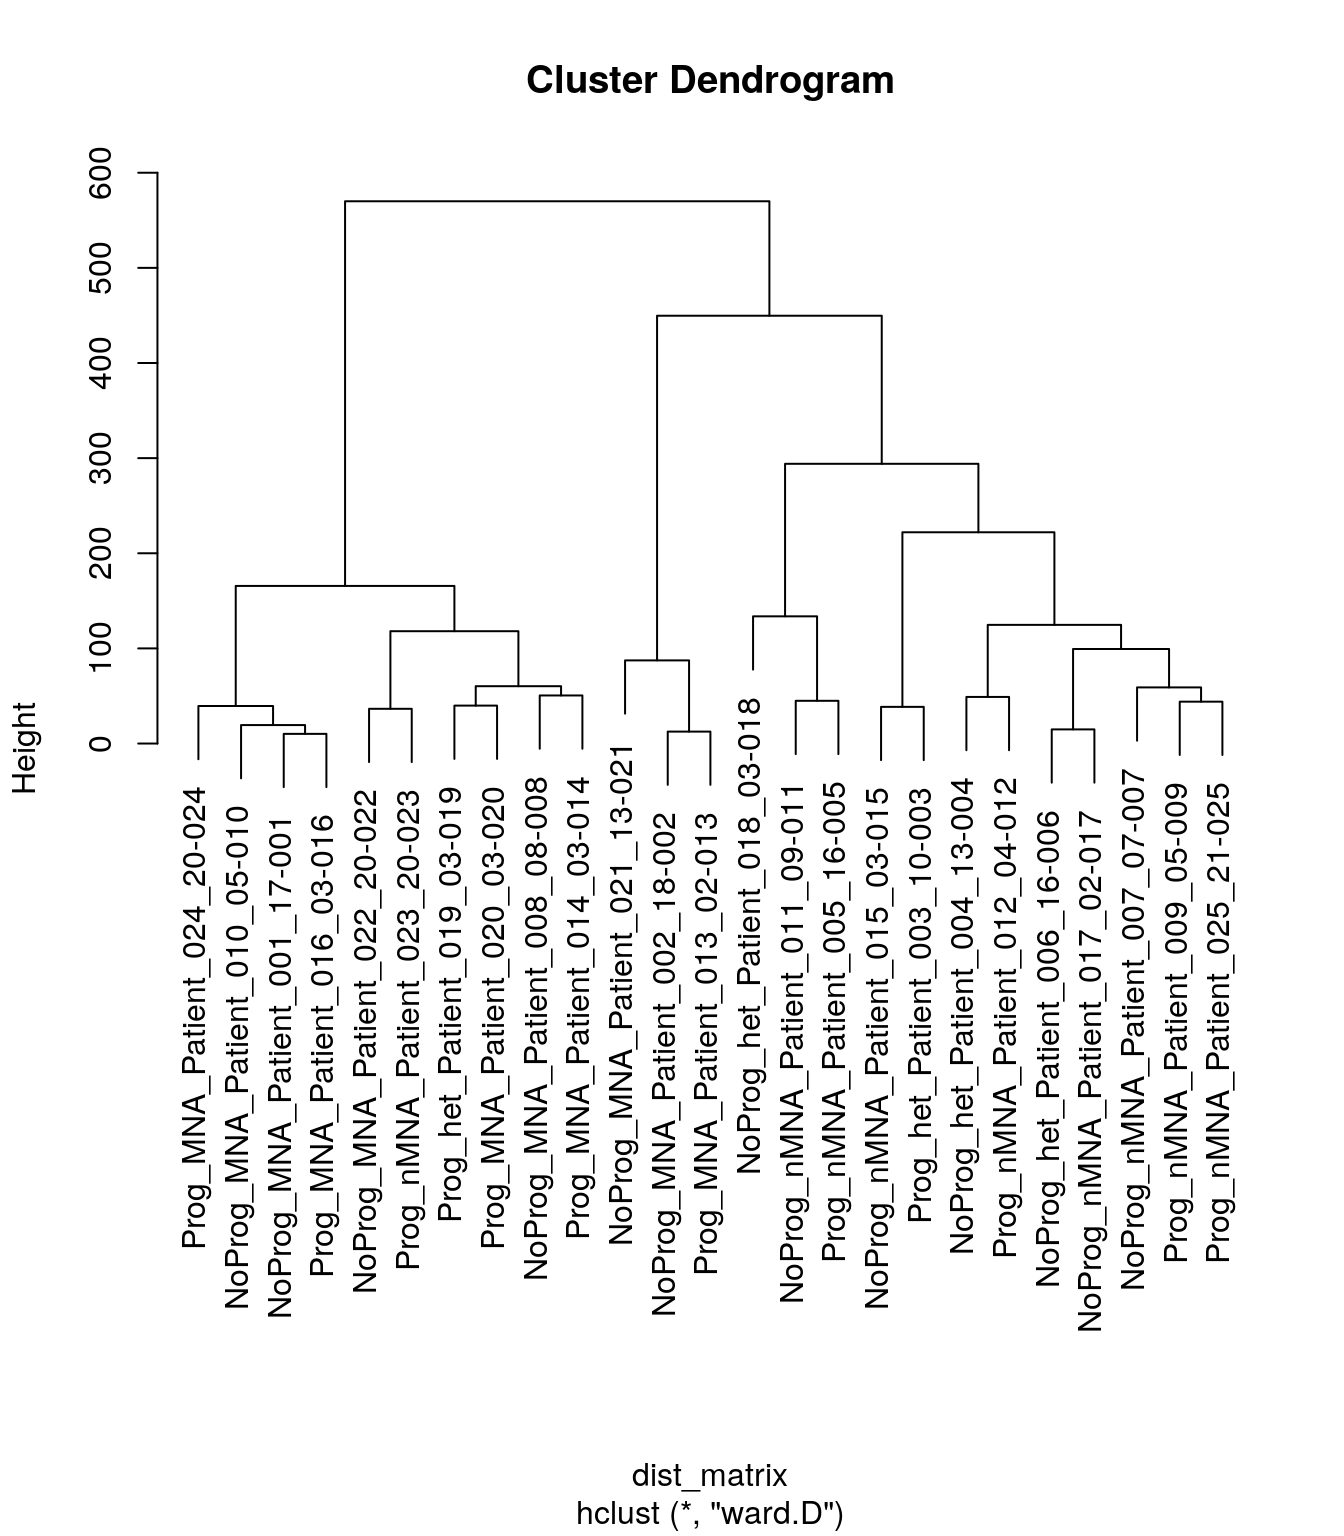 Cluster Dendrogram
Height
600
500
400
300
200
100
0
Prog_MNA_Patient_024_20-024
NoProg_MNA_Patient_010_05-010
NoProg_MNA_Patient_001_17-001
Prog_MNA_Patient_016_03-016
NoProg_MNA_Patient_022_20-022
Prog_nMNA_Patient_023_20-023
Prog_het_Patient_019_03-019
Prog_MNA_Patient_020_03-020
NoProg_MNA_Patient_008_08-008
Prog_MNA_Patient_014_03-014
NoProg_MNA_Patient_021_13-021
NoProg_MNA_Patient_002_18-002
Prog_MNA_Patient_013_02-013
NoProg_het_Patient_018_03-018
NoProg_nMNA_Patient_011_09-011
Prog_nMNA_Patient_005_16-005
NoProg_nMNA_Patient_015_03-015
Prog_het_Patient_003_10-003
NoProg_het_Patient_004_13-004
Prog_nMNA_Patient_012_04-012
NoProg_het_Patient_006_16-006
NoProg_nMNA_Patient_017_02-017
NoProg_nMNA_Patient_007_07-007
Prog_nMNA_Patient_009_05-009
Prog_nMNA_Patient_025_21-025
dist_matrix
hclust (*, "ward.D")